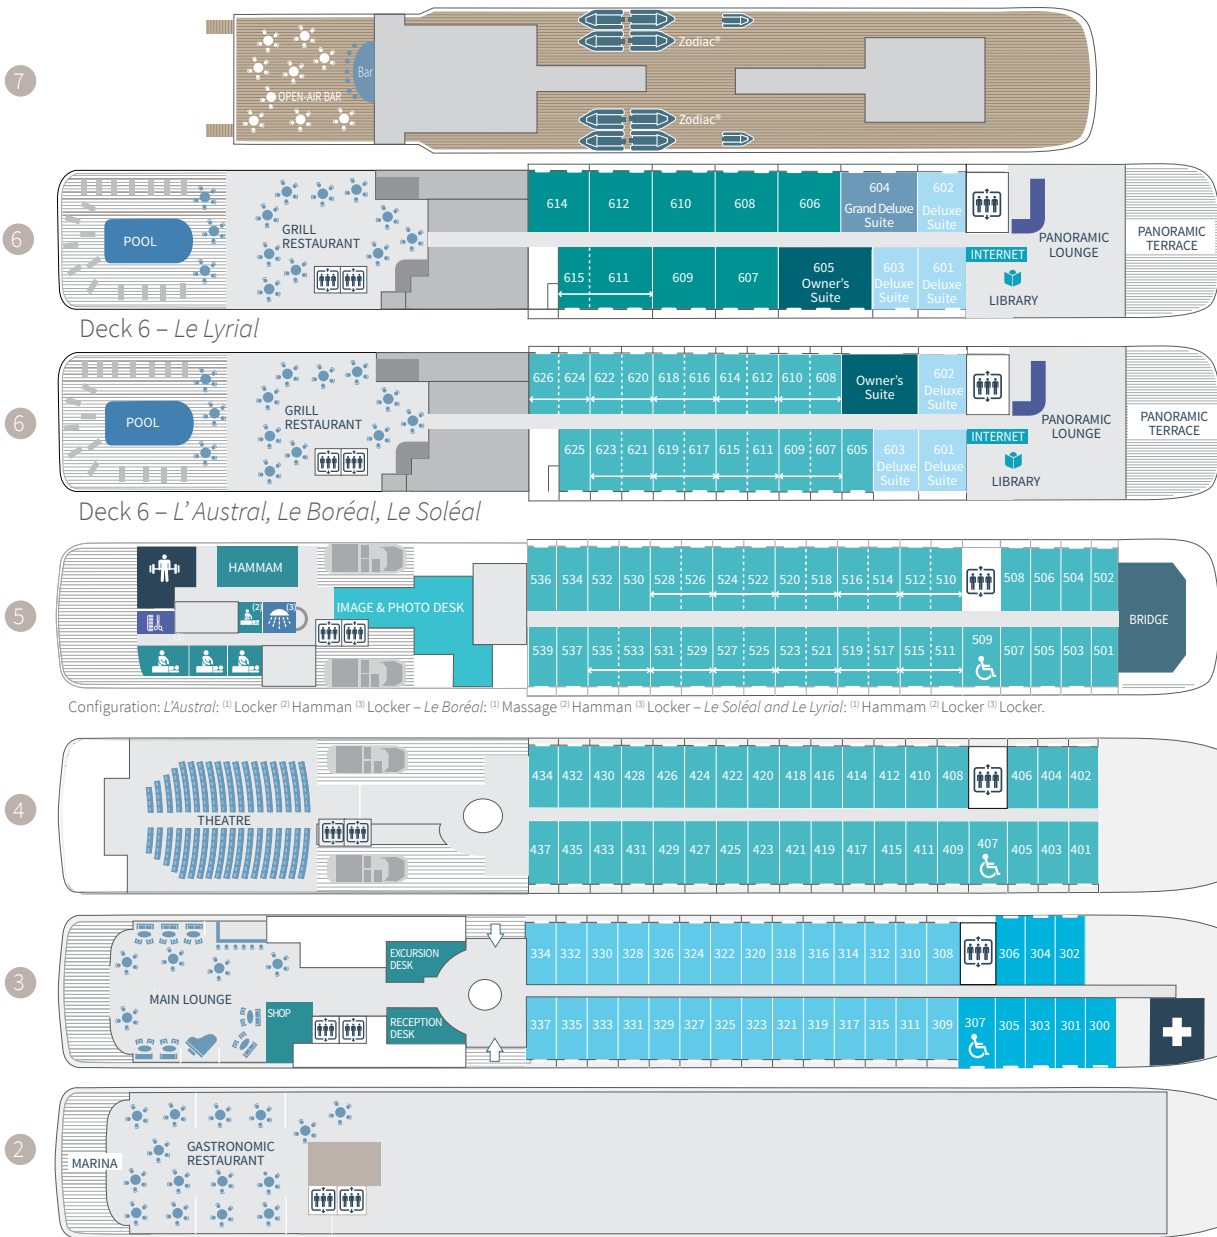 7
Bar
OPEN-AIR BAR
Zodiac®
Zodiac®
6
POOL
GRILL
RESTAURANT
614 612 610 608 606
604
Grand Deluxe
Suite
602
Deluxe
Suite
615 611 609 607
605
Owner's
Suite
603
Deluxe
Suite
601
Deluxe
Suite
INTERNET
LIBRARY
PANORAMIC
LOUNGE
PANORAMIC
TERRACE
Deck 6 – Le Lyrial
6
POOL
GRILL
RESTAURANT
626 624 622 620 618 616 614 612 610 608
Owner's
Suite
602
Deluxe
Suite
625 623 621 619 617 615 611 609 607 605
603
Deluxe
Suite
601
Deluxe
Suite
INTERNET
LIBRARY
PANORAMIC
LOUNGE
PANORAMIC
TERRACE
Deck 6 – L'Austral, Le Boréal, Le Soléal
5
HAMMAM
(2) (3)
IMAGE & PHOTO DESK
536 534 532 530 528 526 524 522 520 518 516 514 512 510 508 506 504 502
539 537 535 533 531 529 527 525 523 521 519 517 515 511 509 507 505 503 501
BRIDGE
Configuration: L'Austral: (1) Locker (2) Hamman (3) Locker – Le Boréal: (1) Massage (2) Hamman (3) Locker – Le Soléal and Le Lyrial: (1) Hammam (2) Locker (3) Locker.
4
THEATRE
434 432 430 428 426 424 422 420 418 416 414 412 410 408 406 404 402
437 435 433 431 429 427 425 423 421 419 417 415 411 409 407 405 403 401
3
MAIN LOUNGE
SHOP
EXCURSION
DESK
RECEPTION
DESK
334 332 330 328 326 324 320 318 316 314 312 310 308 306 304 302
337 335 333 331 329 327 325 323 321 319 317 315 311 309 307 305 303 301 300
2
MARINA
GASTRONOMIC
RESTAURANT